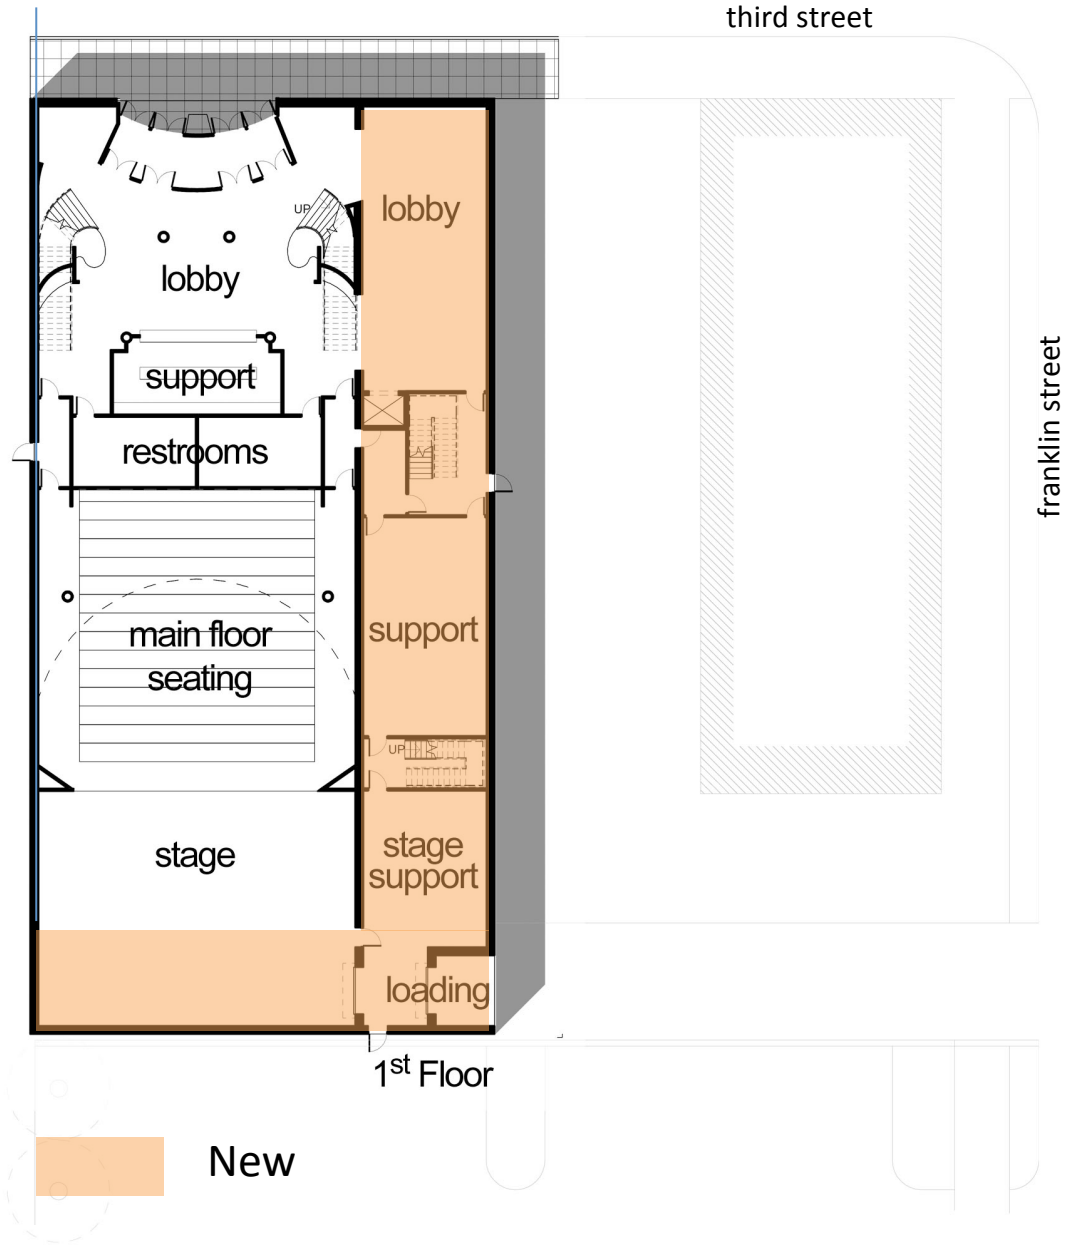 third street
lobby
UP
lobby
franklin street
support
restrooms
main floor
seating
support
UP
stage
stage
support
loading
1st Floor
New